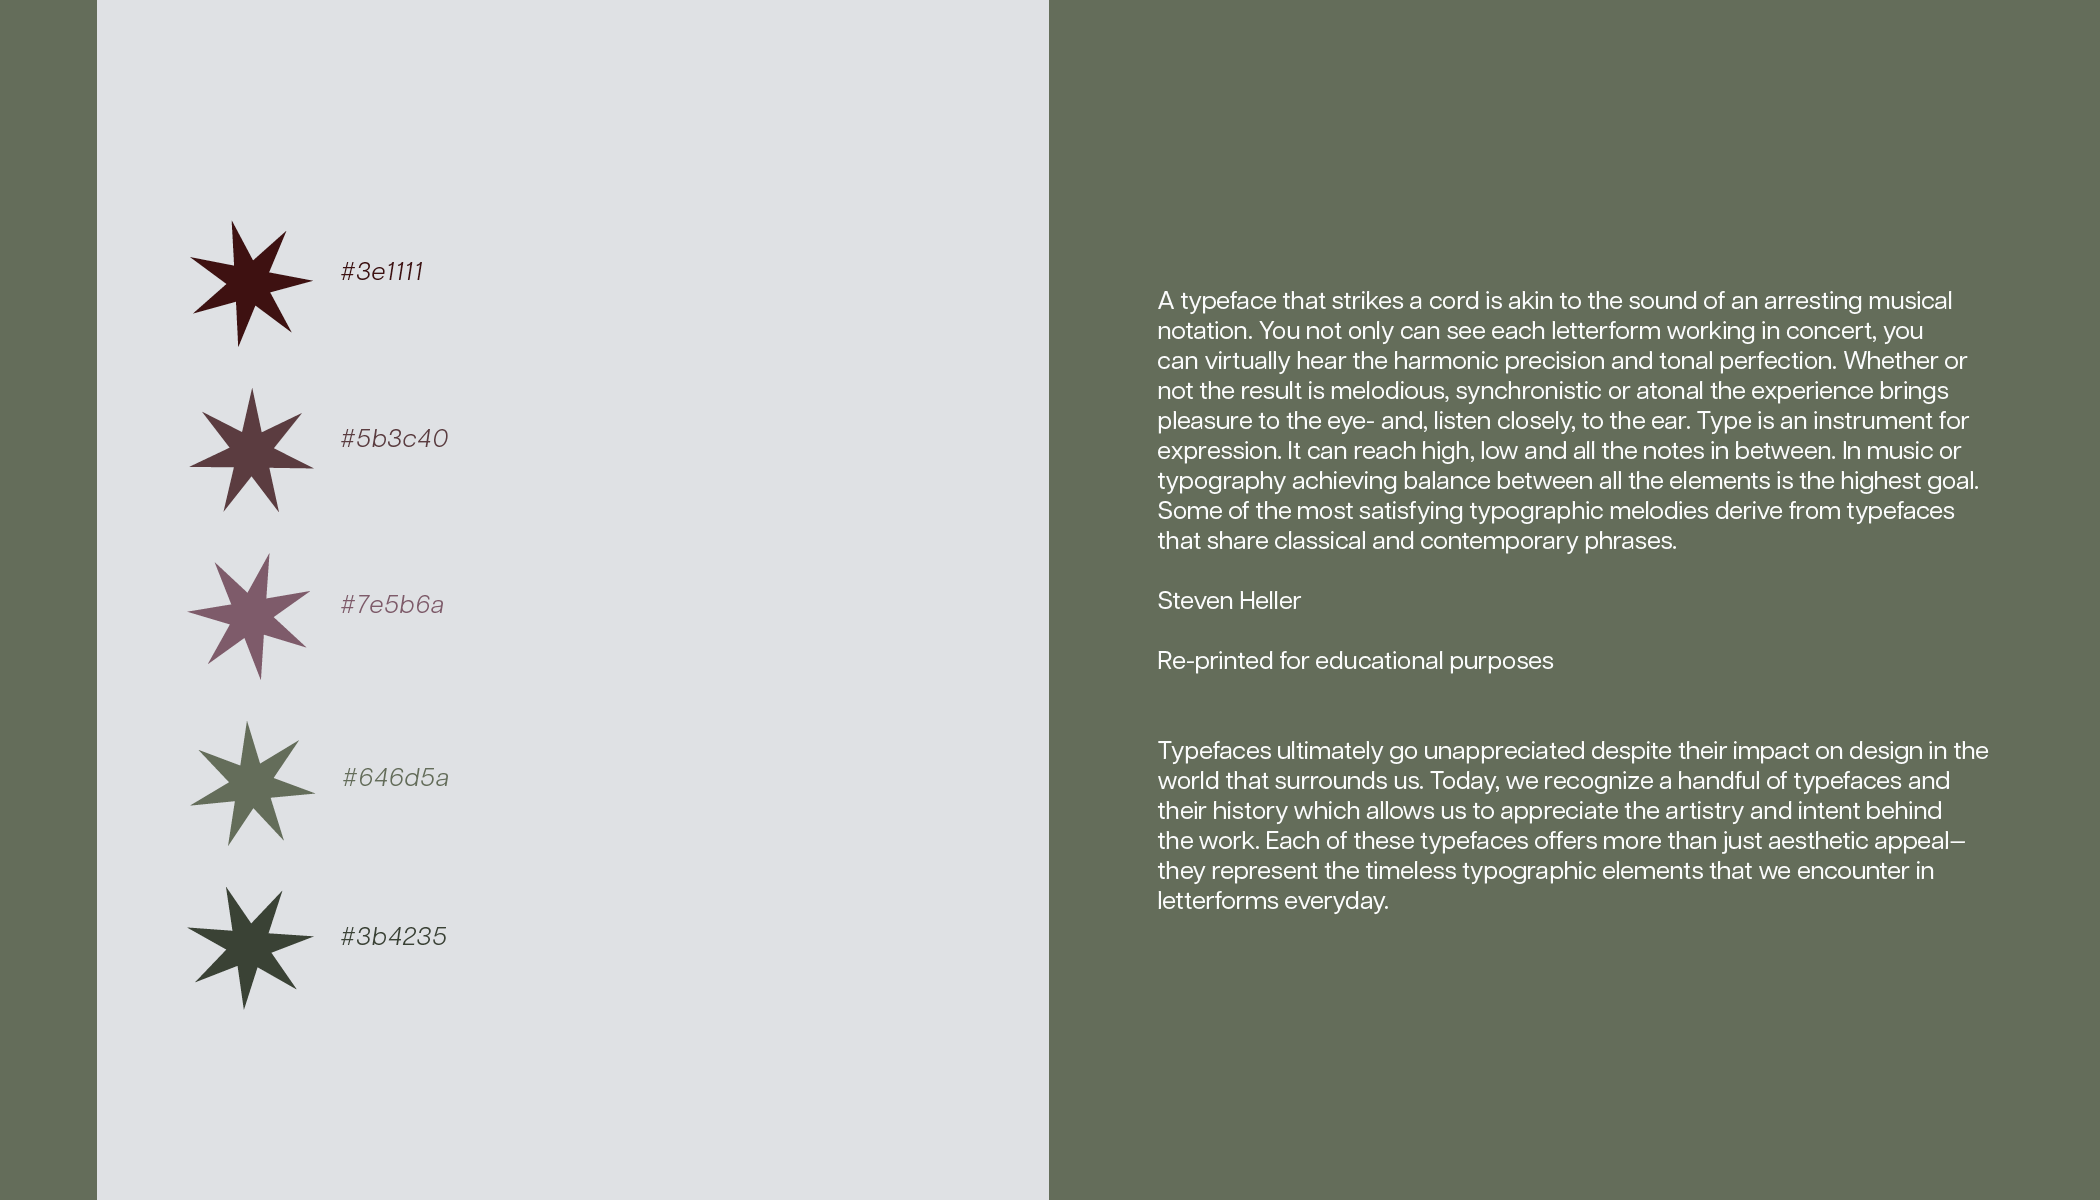 #3e1111
#5b3c40
#7e5b6a
#646d5a
#3b4235
A typeface that strikes a cord is akin to the sound of an arresting musical
notation. You not only can see each letterform working in concert, you
can virtually hear the harmonic precision and tonal perfection. Whether or
not the result is melodious, synchronistic or atonal the experience brings
pleasure to the eye- and, listen closely, to the ear. Type is an instrument for
expression. It can reach high, low and all the notes in between. In music or
typography achieving balance between all the elements is the highest goal.
Some of the most satisfying typographic melodies derive from typefaces
that share classical and contemporary phrases.
Steven Heller
Re-printed for educational purposes
Typefaces ultimately go unappreciated despite their impact on design in the
world that surrounds us. Today, we recognize a handful of typefaces and
their history which allows us to appreciate the artistry and intent behind
the work. Each of these typefaces offers more than just aesthetic appeal—
they represent the timeless typographic elements that we encounter in
letterforms everyday.